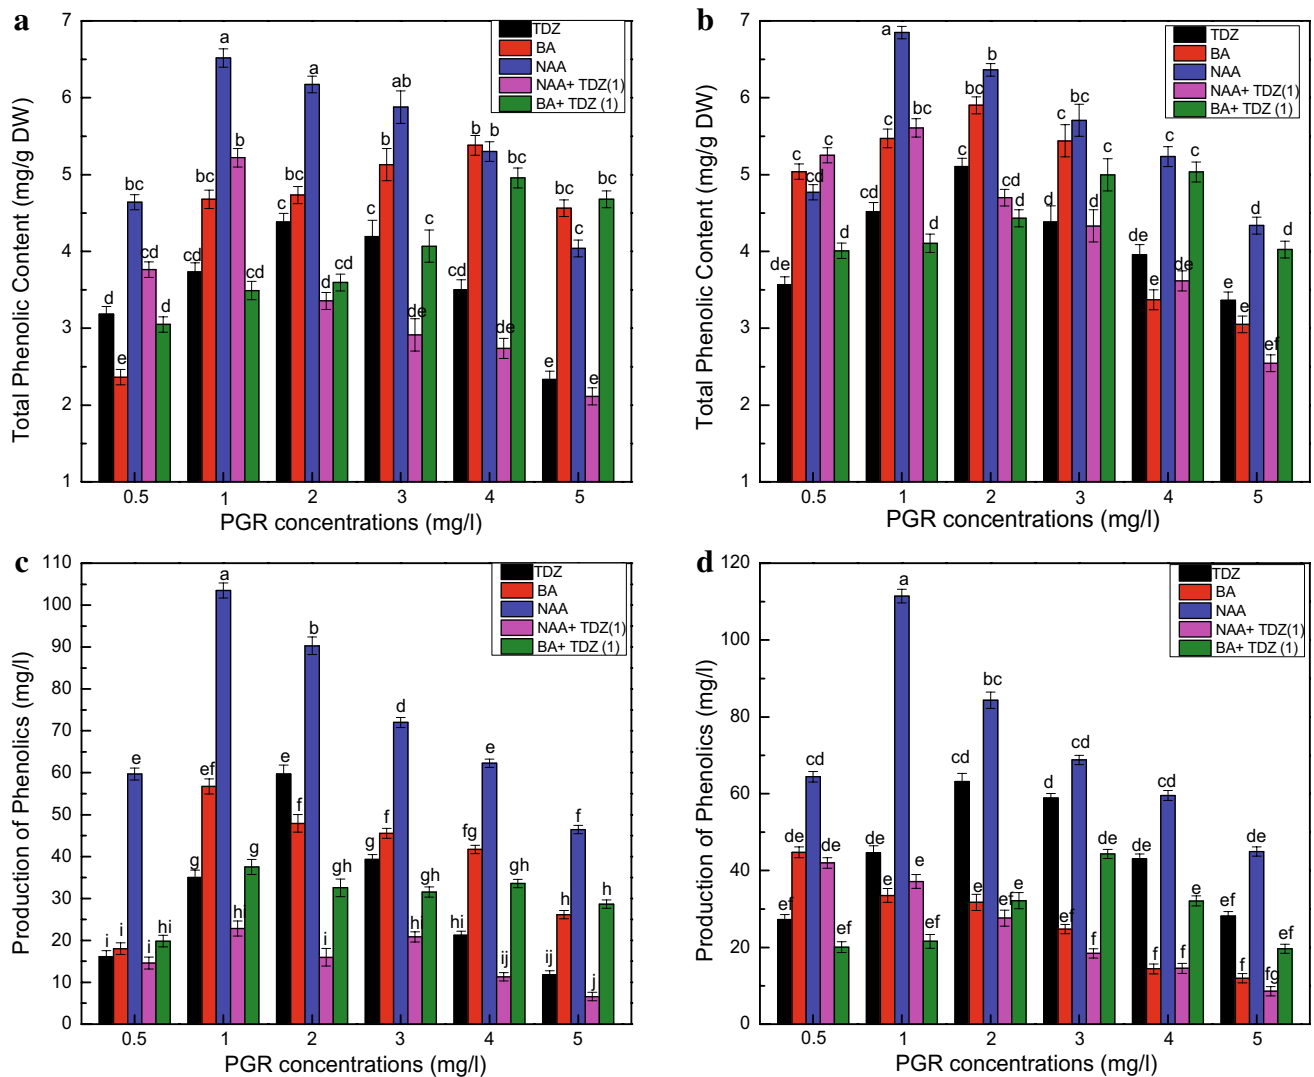 a
Total Phenolic Content (mg/g DW)
7
6
5
4
3
2
1
TDZ
BA
NAA
NAA+ TDZ(1)
BA+ TDZ (1)
d e bc cd d
cd bc a b cd
c bc a d cd
c b ab de c
cd b b de bc
e bc c e bc
0.5 1 2 3 4 5
PGR concentrations (mg/l)
b
Total Phenolic Content (mg/g DW)
7
6
5
4
3
2
1
TDZ
BA
NAA
NAA+ TDZ(1)
BA+ TDZ (1)
de c cd c d
cd c a bc d
c bc b cd d
d c bc d c
de e c de c
e e d ef d
0.5 1 2 3 4 5
PGR concentrations (mg/l)
c
Production of Phenolics (mg/l)
110
100
90
80
70
60
50
40
30
20
10
0
TDZ
BA
NAA
NAA+ TDZ(1)
BA+ TDZ (1)
i i e i hi
g ef a hi g
e f b i gh
g f d hi gh
hi fg e ij gh
ij h f j h
0.5 1 2 3 4 5
PGR concentrations (mg/l)
d
Production of Phenolics (mg/l)
120
100
80
60
40
20
0
TDZ
BA
NAA
NAA+ TDZ(1)
BA+ TDZ (1)
ef de cd de ef
de e a e ef
cd e bc ef e
d ef cd f de
de f cd f e
ef f de fg ef
0.5 1 2 3 4 5
PGR concentrations (mg/l)